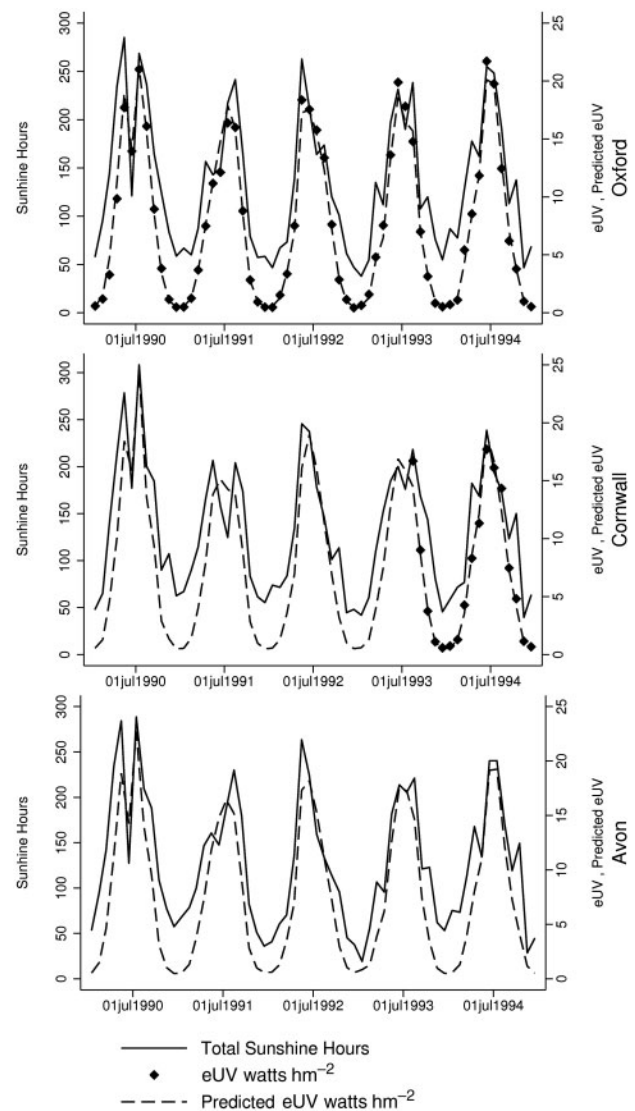 300
250
200
150
100
50
0
Sunhine Hours
25
20
15
10
5
0
eUV , Predicted eUV
Oxford
01jul1990 01jul1991 01jul1992 01jul1993 01jul1994
300
250
200
150
100
50
0
Sunshine Hours
25
20
15
10
5
0
eUV , Predicted eUV
Cornwall
01jul1990 01jul1991 01jul1992 01jul1993 01jul1994
300
250
200
150
100
50
0
Sunshine Hours
25
20
15
10
5
0
eUV , Predicted eUV
Avon
01jul1990 01jul1991 01jul1992 01jul1993 01jul1994
Total Sunshine Hours
eUV watts hm⁻²
Predicted eUV watts hm⁻²